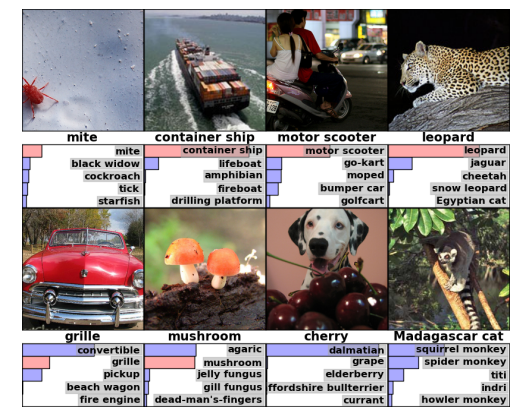 mite
container ship
motor scooter
leopard
mite
black widow
cockroach
tick
starfish
container ship
lifeboat
amphibian
fireboat
drilling platform
motor scooter
go-kart
moped
bumper car
golfcart
leopard
jaguar
cheetah
snow leopard
Egyptian cat
grille
mushroom
cherry
Madagascar cat
convertible
grille
pickup
beach wagon
fire engine
agaric
mushroom
jelly fungus
gill fungus
dead-man's-fingers
dalmatian
grape
elderberry
ffordshire bullterrier
currant
squirrel monkey
spider monkey
titi
indri
howler monkey